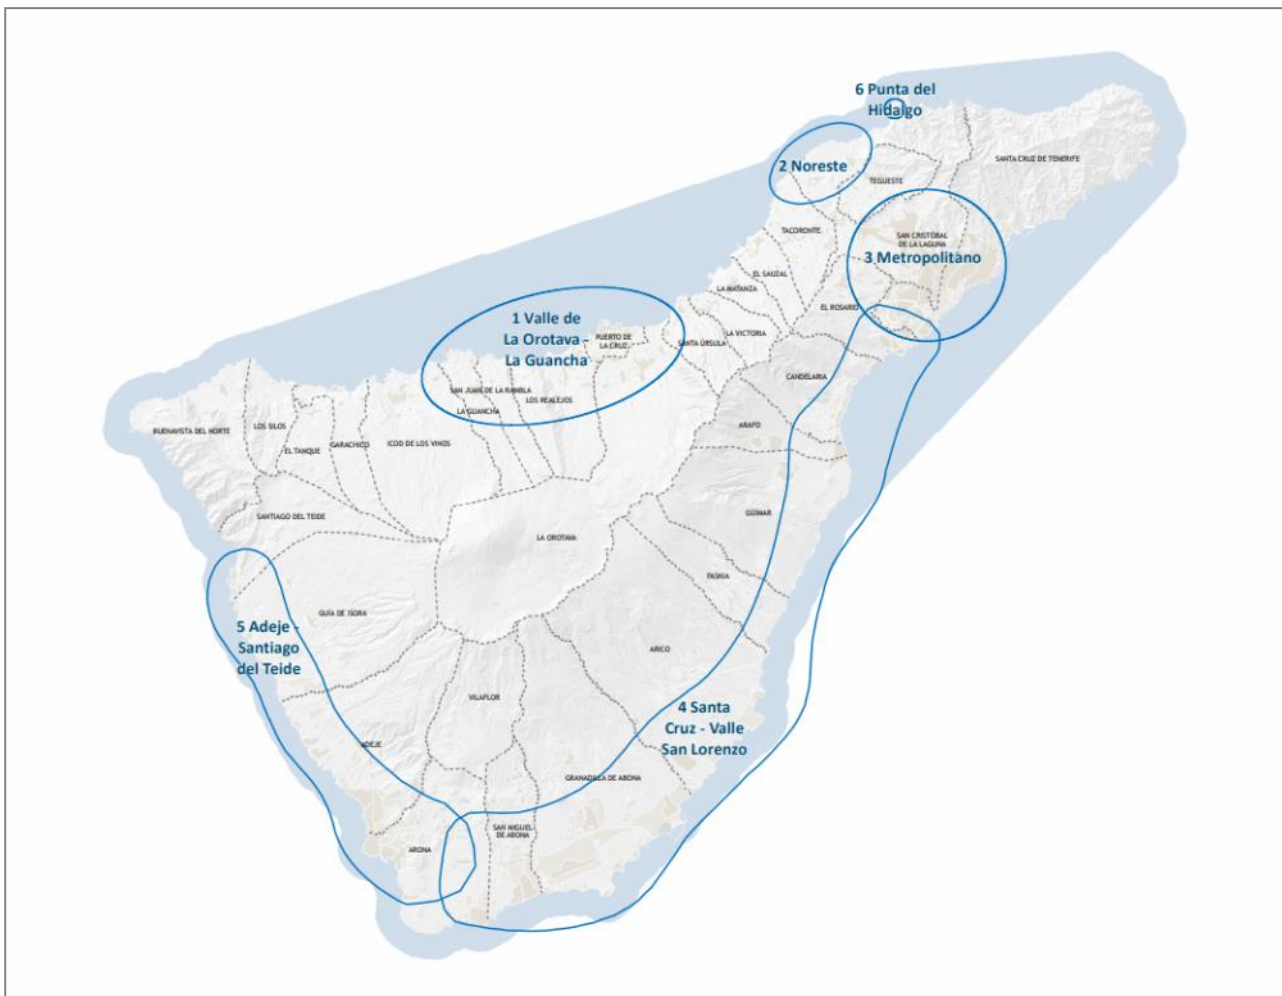 6 Punta del
Hidalgo
SANTA CRUZ DE TENERIFE
2 Noreste
TEGUESTE
TACORONTE
SAN CRISTÓBAL
DE LA LAGUNA
3 Metropolitano
EL SAUZAL
LA MATANZA
EL ROSARIO
1 Valle de
La Orotava -
La Guancha
PUERTO DE
LA CRUZ
LA VICTORIA
SANTA ÚRSULA
CANDELARIA
SAN JUAN DE LA RAMBLA
LOS REALEJOS
LA GUANCHA
ARAFO
BUENAVISTA DEL NORTE
LOS SILOS
EL TANQUE
GARACHICO
ICOD DE LOS VINOS
SANTIAGO DEL TEIDE
GÜIMAR
LA OROTAVA
FASNIA
GUÍA DE ISORA
5 Adeje -
Santiago
del Teide
ARICO
VILAFLOR
4 Santa
Cruz - Valle
San Lorenzo
ADEJE
GRANADILLA DE ABONA
SAN MIGUEL
DE ABONA
ARONA